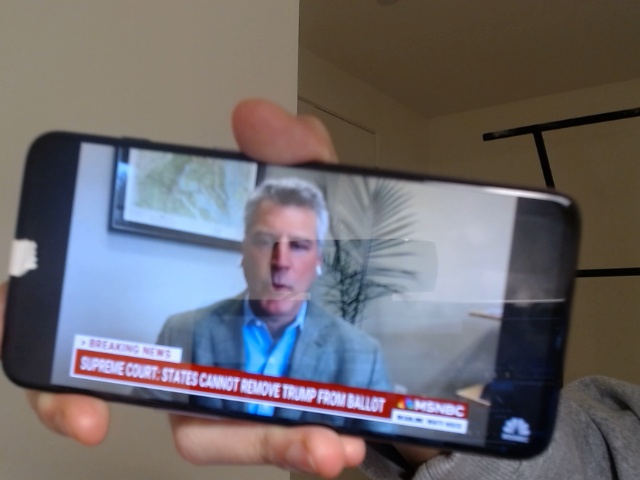 > BREAKING NEWS
SUPREME COURT: STATES CANNOT REMOVE TRUMP FROM BALLOT
MSNBC